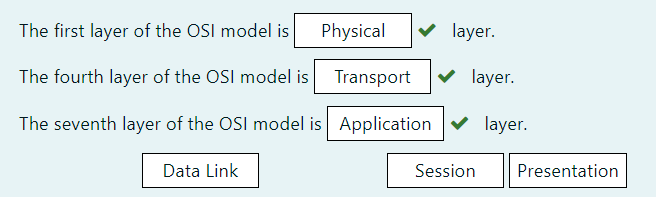 The first layer of the OSI model is Physical ✔ layer.
The fourth layer of the OSI model is Transport ✔ layer.
The seventh layer of the OSI model is Application ✔ layer.
Data Link Session Presentation